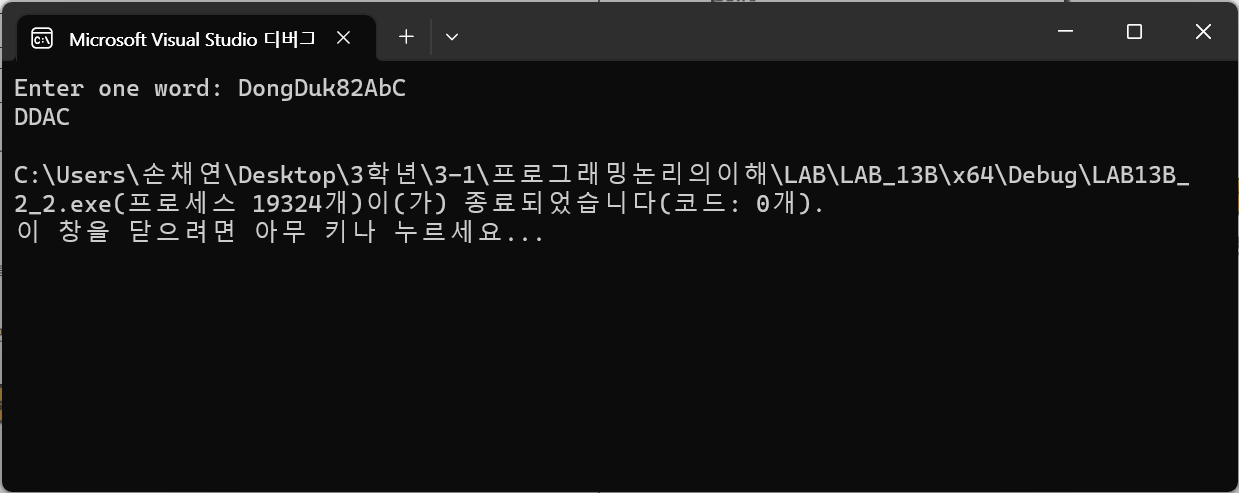 Microsoft Visual Studio 디버그
Enter one word: DongDuk82AbC
DDAC
C:\Users\손채연\Desktop\3학년\3-1\프로그래밍논리의이해\LAB\LAB_13B\x64\Debug\LAB13B_
2_2.exe(프로세스 19324개)이(가) 종료되었습니다(코드: 0개).
이 창을 닫으려면 아무 키나 누르세요...